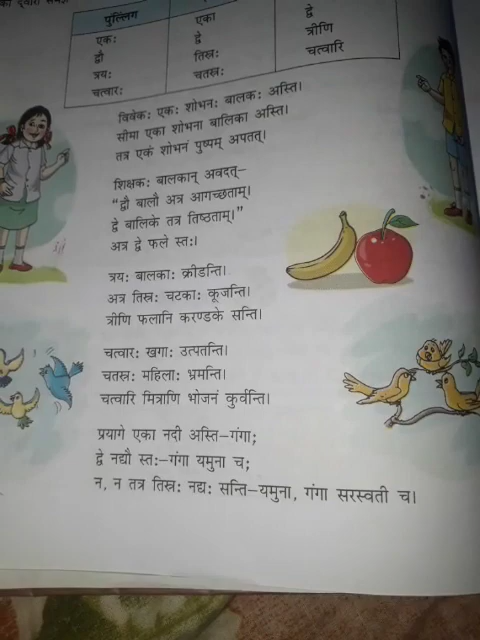 पुँल्लिंग
एकः एका
द्वौ द्वे द्वे
त्रयः तिस्रः त्रीणि
चत्वारः चतस्रः चत्वारि
विवेकः एकः शोभनः बालकः अस्ति।
सीमा एका शोभना बालिका अस्ति।
तत्र एकं शोभनं पुष्पम् अपतत्।
शिक्षकः बालकान् अवदत्–
“द्वौ बालौ अत्र आगच्छताम्।
द्वे बालिके तत्र तिष्ठताम्।”
अत्र द्वे फले स्तः।
त्रयः बालकाः क्रीडन्ति।
अत्र तिस्रः चटकाः कूजन्ति।
त्रीणि फलानि करण्डके सन्ति।
चत्वारः खगाः उत्पतन्ति।
चतस्रः महिलाः भ्रमन्ति।
चत्वारि मित्राणि भोजनं कुर्वन्ति।
प्रयागे एका नदी अस्ति–गंगा;
द्वे नद्यौ स्तः–गंगा यमुना च;
न, न तत्र तिस्रः नद्यः सन्ति–यमुना, गंगा सरस्वती च।